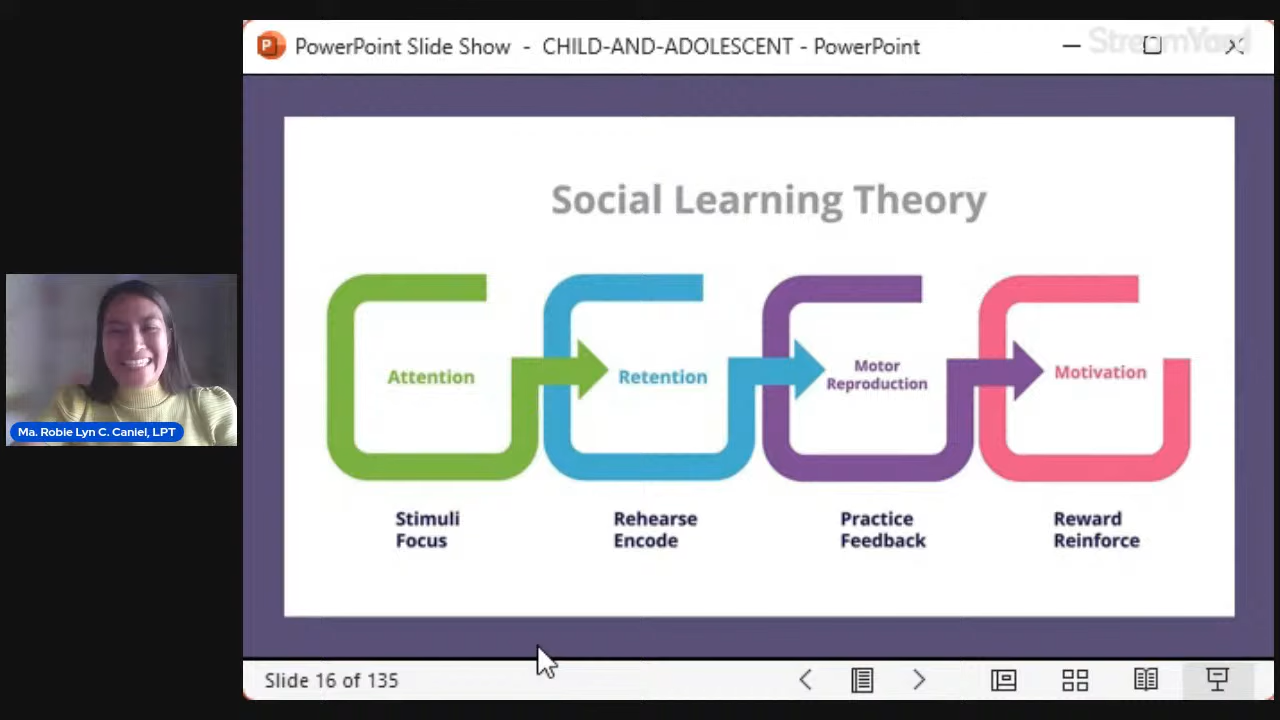 PowerPoint Slide Show - CHILD-AND-ADOLESCENT - PowerPoint
StreamYard
Social Learning Theory
Attention
Retention
Motor
Reproduction
Motivation
Stimuli
Focus
Rehearse
Encode
Practice
Feedback
Reward
Reinforce
Ma. Robie Lyn C. Caniel, LPT
Slide 16 of 135